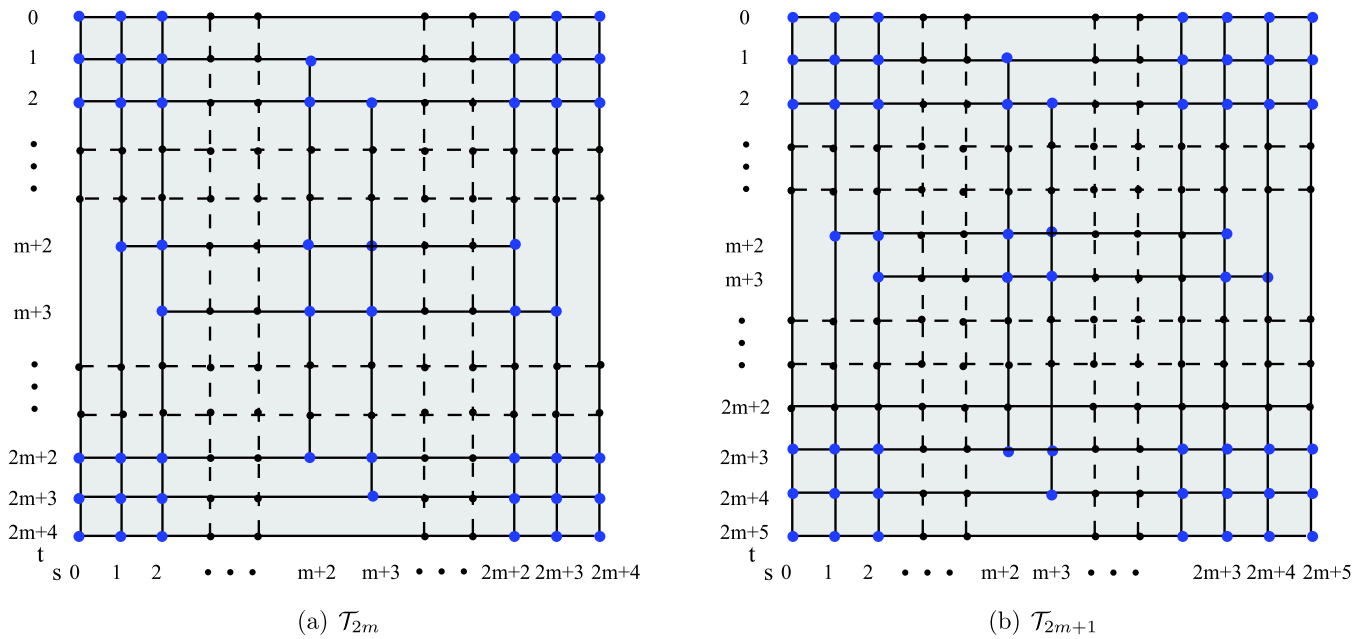 0
1
2
m+2
m+3
2m+2
2m+3
2m+4
t
s 0 1 2 • • • m+2 m+3 • • • 2m+2 2m+3 2m+4
(a) 𝒯2m
0
1
2
m+2
m+3
2m+2
2m+3
2m+4
2m+5
t
s 0 1 2 • • • m+2 m+3 • • • 2m+3 2m+4 2m+5
(b) 𝒯2m+1